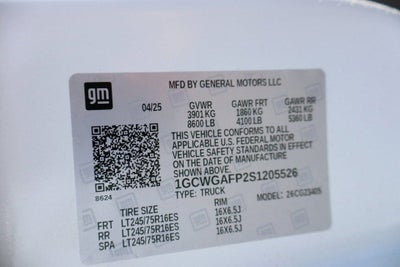 gm
MFD BY GENERAL MOTORS LLC
04/25 GVWR GAWR FRT GAWR RR
3901 KG 1860 KG 2431 KG
8600 LB 4100 LB 5360 LB
THIS VEHICLE CONFORMS TO ALL
APPLICABLE U.S. FEDERAL MOTOR
VEHICLE SAFETY STANDARDS IN EFFECT
ON THE DATE OF MANUFACTURE
SHOWN ABOVE.
1GCWGAFP2S1205526
8624 TYPE: TRUCK MODEL: 26CG23405
TIRE SIZE RIM
FRT LT245/75R16ES 16X6.5J
RR LT245/75R16ES 16X6.5J
SPA LT245/75R16ES 16X6.5J